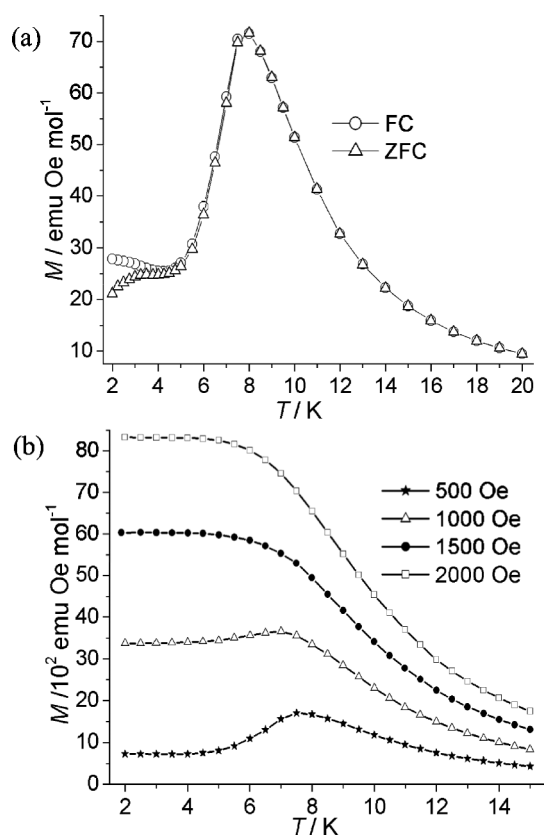 (a)
70
60
50
40
30
20
10
M / emu Oe mol⁻¹
FC
ZFC
2 4 6 8 10 12 14 16 18 20
T / K
(b)
80
70
60
50
40
30
20
10
0
M /10² emu Oe mol⁻¹
500 Oe
1000 Oe
1500 Oe
2000 Oe
2 4 6 8 10 12 14
T / K